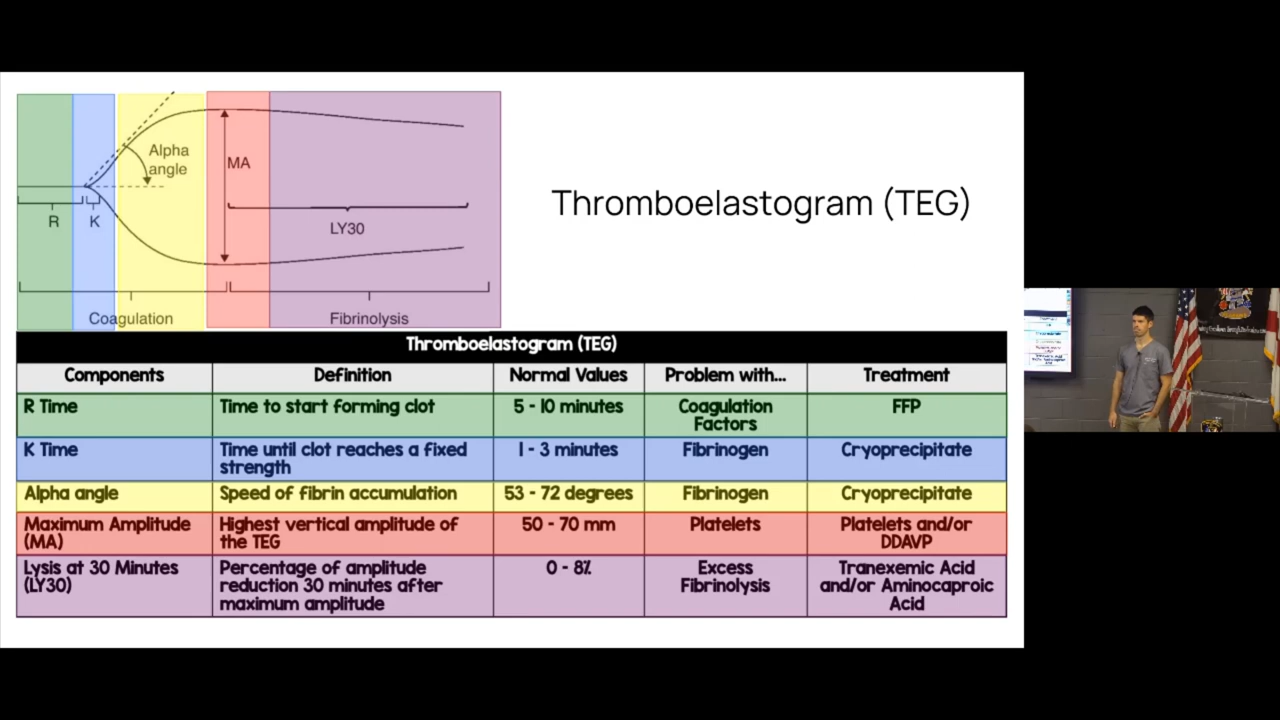 Alpha
angle
MA
R
K
LY30
Coagulation
Fibrinolysis
Thromboelastogram (TEG)
Thromboelastogram (TEG)
Components
Definition
Normal Values
Problem with...
Treatment
R Time
Time to start forming clot
5 - 10 minutes
Coagulation
Factors
FFP
K Time
Time until clot reaches a fixed
strength
1 - 3 minutes
Fibrinogen
Cryoprecipitate
Alpha angle
Speed of fibrin accumulation
53 - 72 degrees
Fibrinogen
Cryoprecipitate
Maximum Amplitude
(MA)
Highest vertical amplitude of
the TEG
50 - 70 mm
Platelets
Platelets and/or
DDAVP
Lysis at 30 Minutes
(LY30)
Percentage of amplitude
reduction 30 minutes after
maximum amplitude
0 - 8%
Excess
Fibrinolysis
Tranexemic Acid
and/or Aminocaproic
Acid